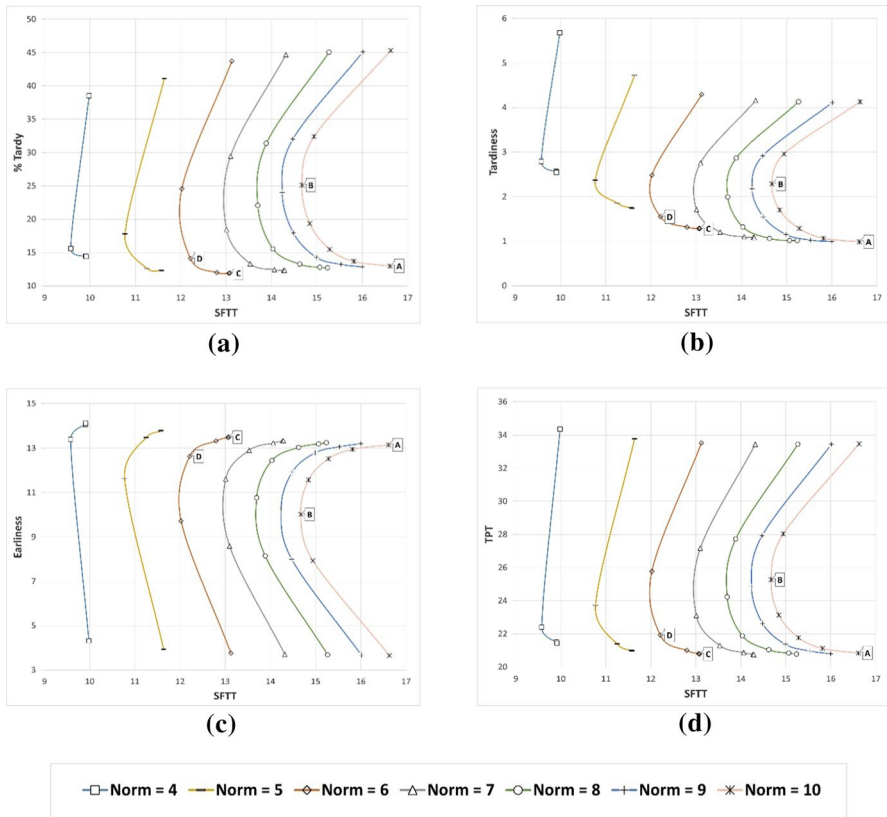 (a)
% Tardy
50
45
40
35
30
25
20
15
10
9 10 11 12 13 14 15 16 17
SFTT
A
B
C
D
(b)
Tardiness
6
5
4
3
2
1
0
9 10 11 12 13 14 15 16 17
SFTT
A
B
C
D
(c)
Earliness
15
13
11
9
7
5
3
9 10 11 12 13 14 15 16 17
SFTT
A
B
C
D
(d)
TPT
36
34
32
30
28
26
24
22
20
9 10 11 12 13 14 15 16 17
SFTT
A
B
C
D
Norm = 4 Norm = 5 Norm = 6 Norm = 7 Norm = 8 Norm = 9 Norm = 10